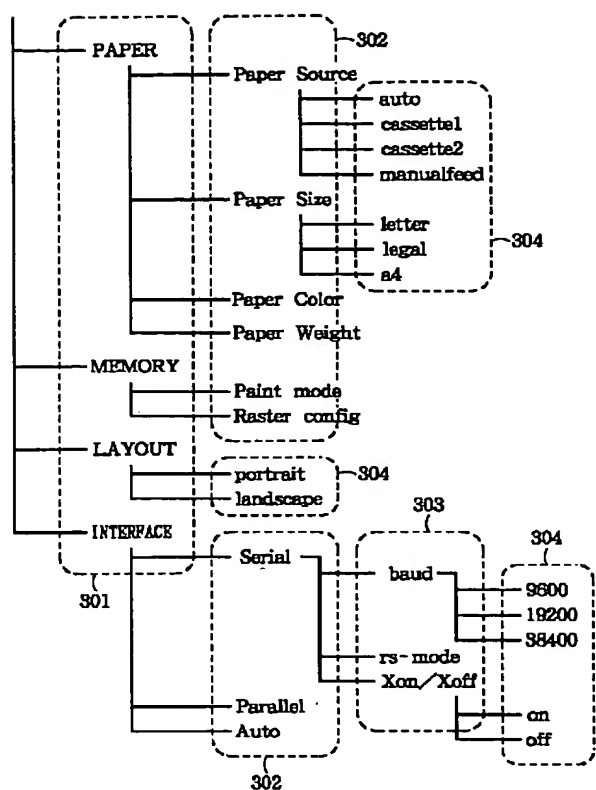 302
PAPER
Paper Source
auto
cassette1
cassette2
manualfeed
Paper Size
letter
304
legal
a4
Paper Color
Paper Weight
MEMORY
Paint mode
Raster config
LAYOUT
portrait
304
landscape
303
304
INTERFACE
Serial
baud
9600
301
19200
38400
rs-mode
Xon/Xoff
Parallel
on
Auto
off
302